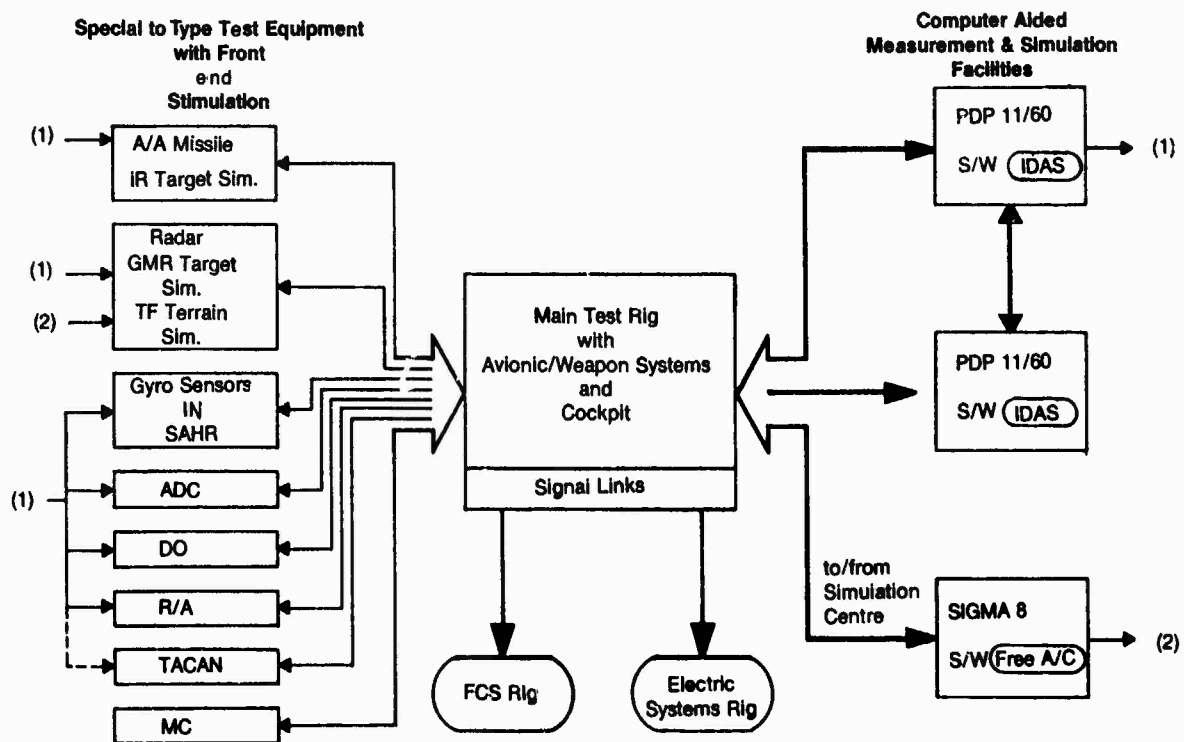 Special to Type Test Equipment
with Front
end
Stimulation
(1)
A/A Missile
IR Target Sim.
(1)
(2)
Radar
GMR Target
Sim.
TF Terrain
Sim.
Gyro Sensors
IN
SAHR
(1)
ADC
DO
R/A
TACAN
MC
Main Test Rig
with
Avionic/Weapon Systems
and
Cockpit
Signal Links
FCS Rig
Electric
Systems Rig
Computer Aided
Measurement & Simulation
Facilities
PDP 11/60
S/W IDAS
(1)
PDP 11/60
S/W IDAS
to/from
Simulation
Centre
SIGMA 8
S/W Free A/C
(2)